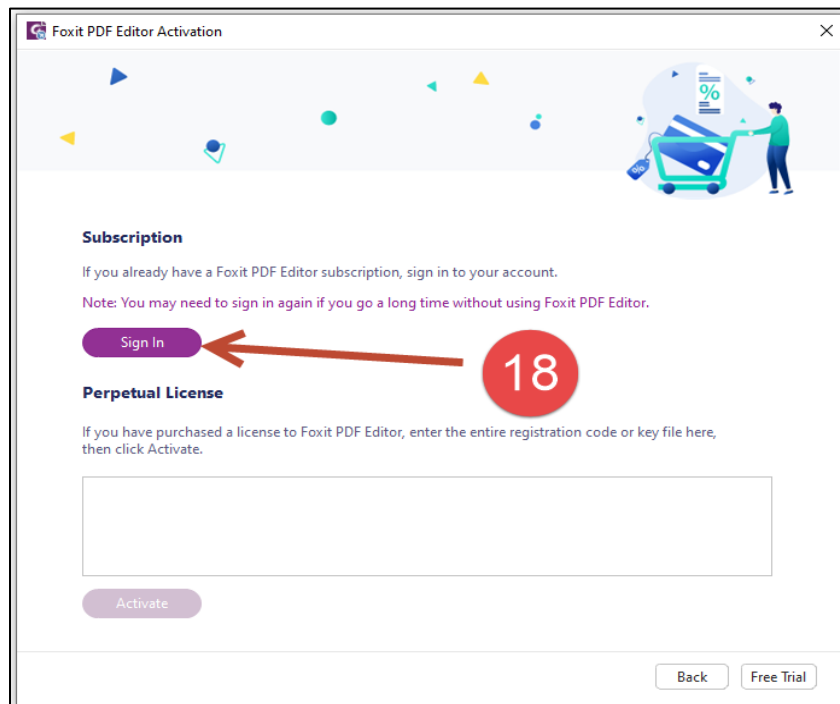 Foxit PDF Editor Activation
%
%
Subscription
If you already have a Foxit PDF Editor subscription, sign in to your account.
Note: You may need to sign in again if you go a long time without using Foxit PDF Editor.
Sign In
18
Perpetual License
If you have purchased a license to Foxit PDF Editor, enter the entire registration code or key file here,
then click Activate.
Activate
Back
Free Trial